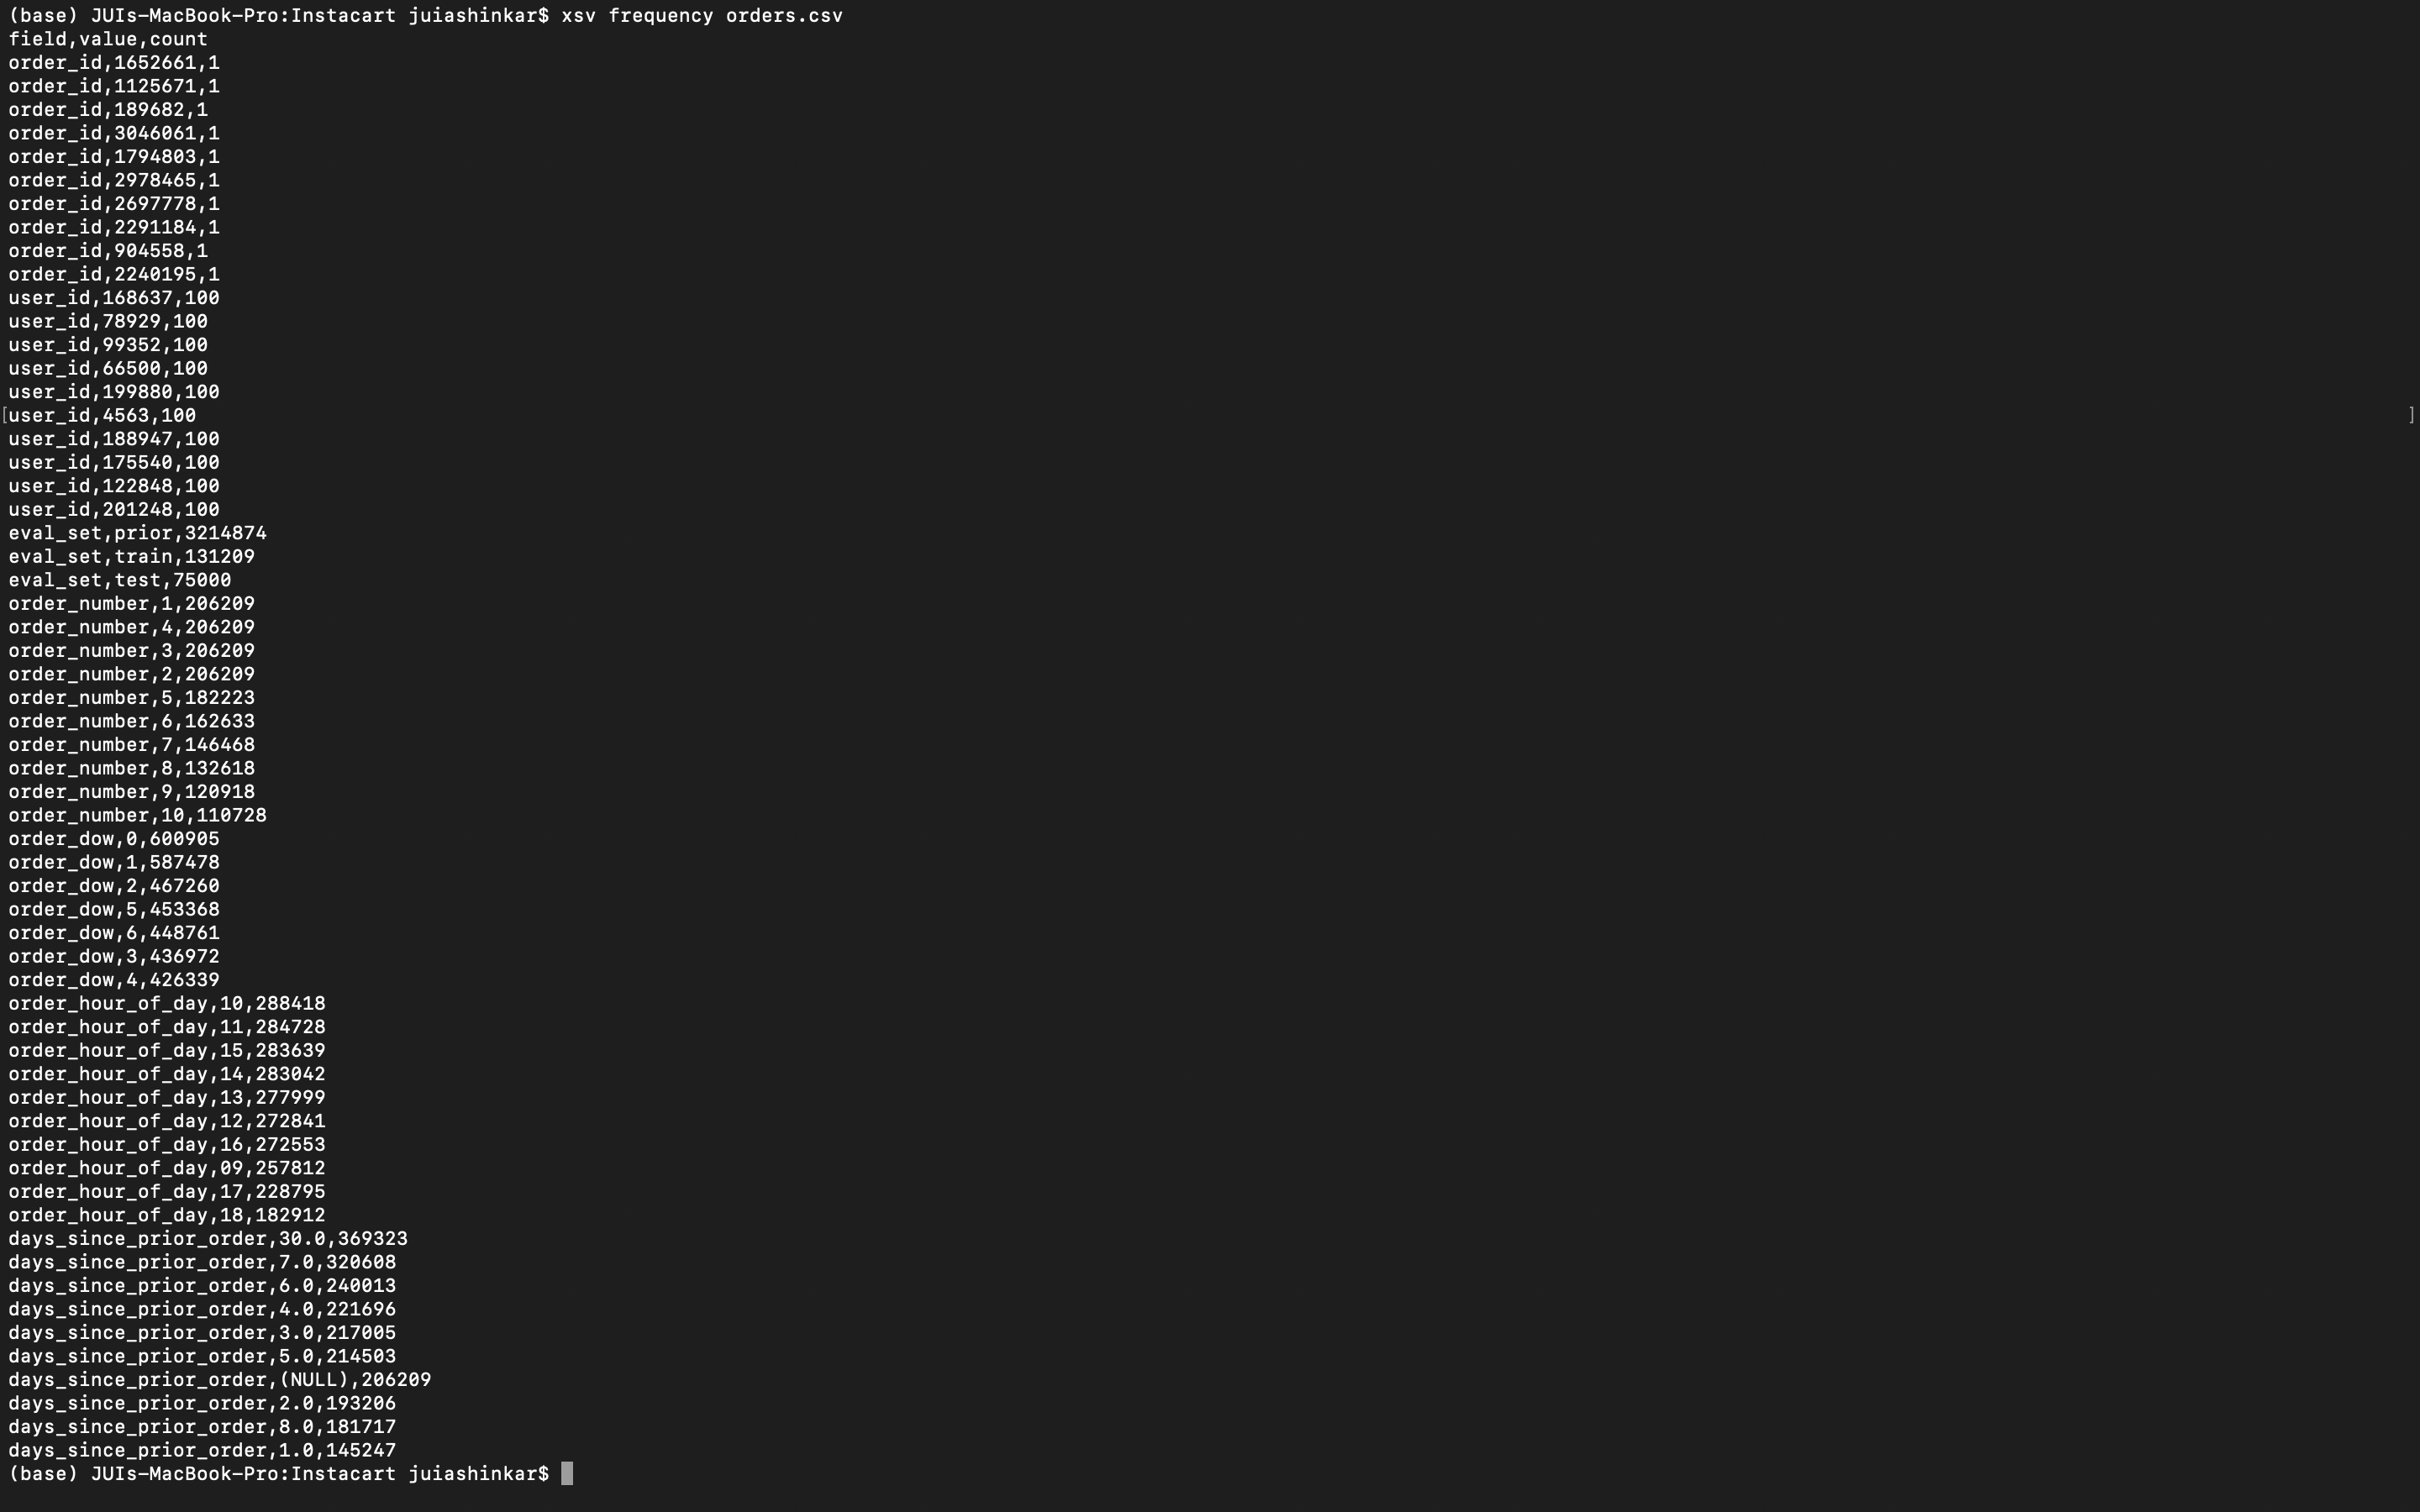 (base) JUIs-MacBook-Pro:Instacart juiashinkar$ xsv frequency orders.csv
field,value,count
order_id,1652661,1
order_id,1125671,1
order_id,189682,1
order_id,3046061,1
order_id,1794803,1
order_id,2978465,1
order_id,2697778,1
order_id,2291184,1
order_id,904558,1
order_id,2240195,1
user_id,168637,100
user_id,78929,100
user_id,99352,100
user_id,66500,100
user_id,199880,100
[user_id,4563,100 ]
user_id,188947,100
user_id,175540,100
user_id,122848,100
user_id,201248,100
eval_set,prior,3214874
eval_set,train,131209
eval_set,test,75000
order_number,1,206209
order_number,4,206209
order_number,3,206209
order_number,2,206209
order_number,5,182223
order_number,6,162633
order_number,7,146468
order_number,8,132618
order_number,9,120918
order_number,10,110728
order_dow,0,600905
order_dow,1,587478
order_dow,2,467260
order_dow,5,453368
order_dow,6,448761
order_dow,3,436972
order_dow,4,426339
order_hour_of_day,10,288418
order_hour_of_day,11,284728
order_hour_of_day,15,283639
order_hour_of_day,14,283042
order_hour_of_day,13,277999
order_hour_of_day,12,272841
order_hour_of_day,16,272553
order_hour_of_day,09,257812
order_hour_of_day,17,228795
order_hour_of_day,18,182912
days_since_prior_order,30.0,369323
days_since_prior_order,7.0,320608
days_since_prior_order,6.0,240013
days_since_prior_order,4.0,221696
days_since_prior_order,3.0,217005
days_since_prior_order,5.0,214503
days_since_prior_order,(NULL),206209
days_since_prior_order,2.0,193206
days_since_prior_order,8.0,181717
days_since_prior_order,1.0,145247
(base) JUIs-MacBook-Pro:Instacart juiashinkar$